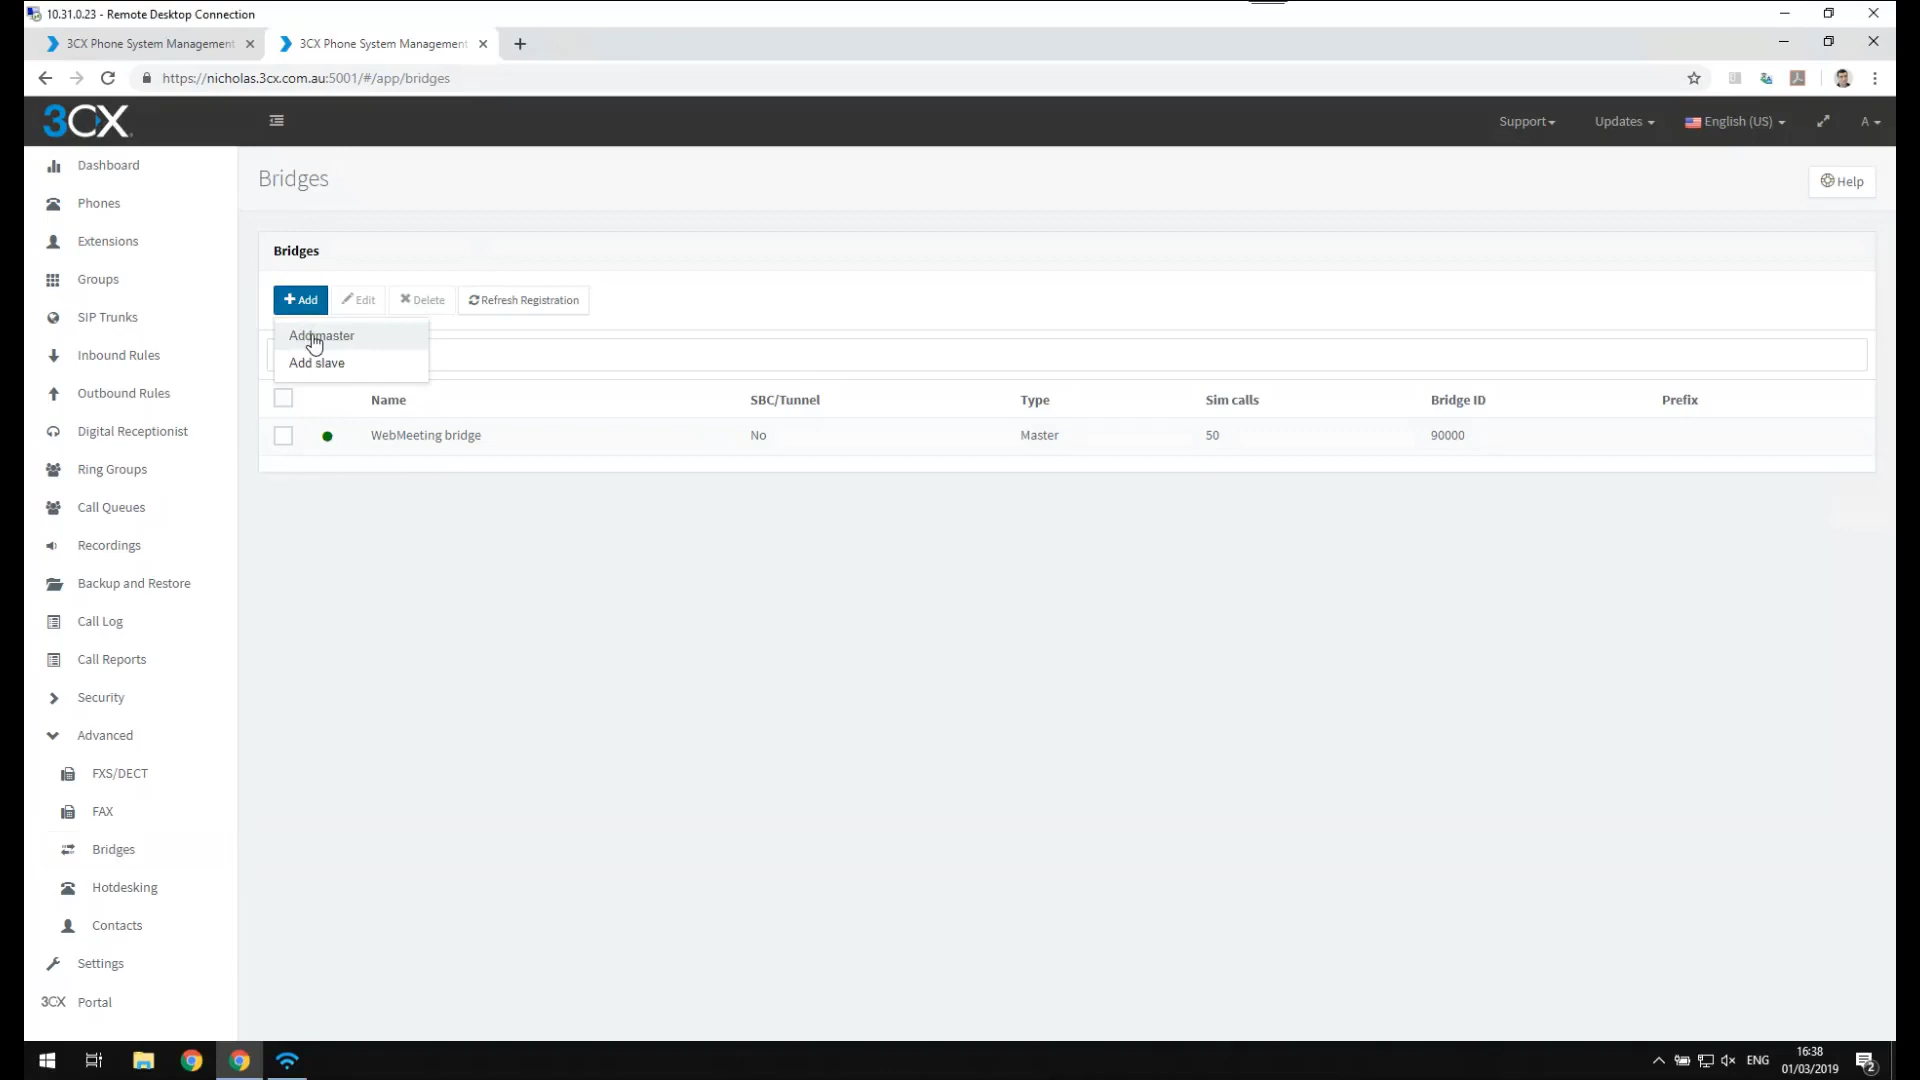 10.31.0.23 - Remote Desktop Connection
3CX Phone System Management
3CX Phone System Management
https://nicholas.3cx.com.au:5001/#/app/bridges
3CX
Support
Updates
English (US)
A
Dashboard
Phones
Extensions
Groups
SIP Trunks
Inbound Rules
Outbound Rules
Digital Receptionist
Ring Groups
Call Queues
Recordings
Backup and Restore
Call Log
Call Reports
Security
Advanced
FXS/DECT
FAX
Bridges
Hotdesking
Contacts
Settings
3CX Portal
Bridges
Help
Bridges
Add
Edit
Delete
Refresh Registration
Add master
Add slave
Name SBC/Tunnel Type Sim calls Bridge ID Prefix
WebMeeting bridge No Master 50 90000
ENG
16:38
01/03/2019
2